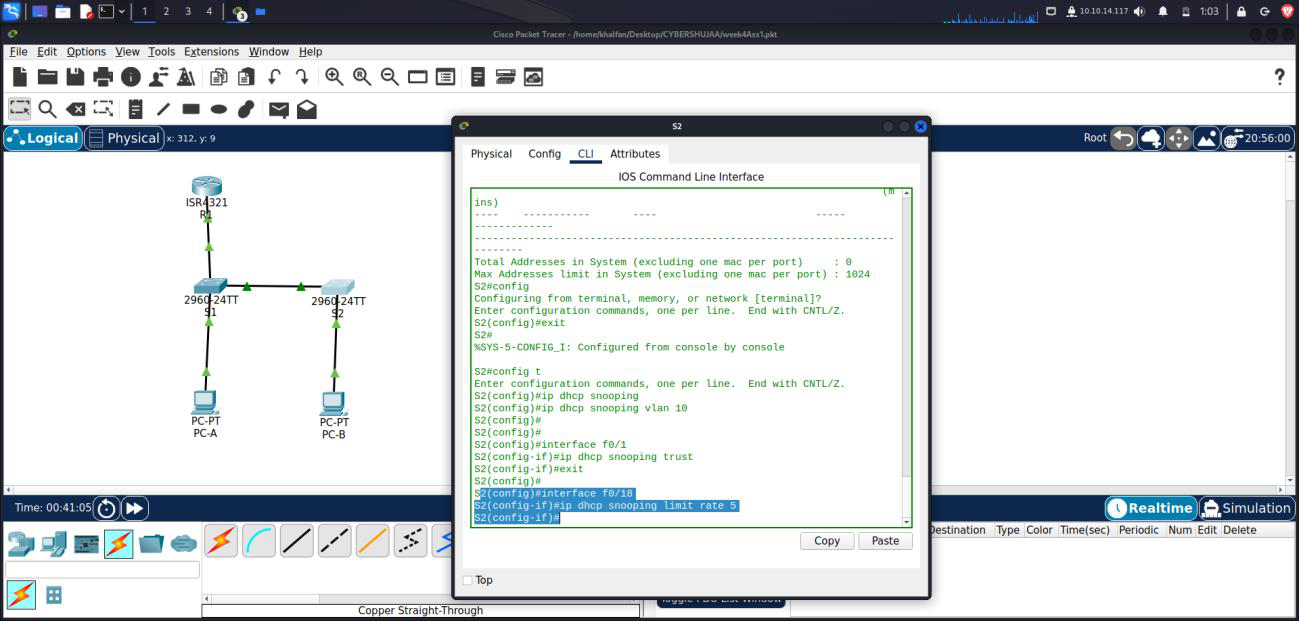 1 2 3 4 3
10.10.14.117 1:03
Cisco Packet Tracer - /home/khalfan/Desktop/CYBERSHUJAA/week4Ass1.pkt
File Edit Options View Tools Extensions Window Help
?
Logical Physical x: 312, y: 9
Root 20:56:00
ISR4321
R1
2960-24TT
S1
2960-24TT
S2
PC-PT
PC-A
PC-PT
PC-B
S2
Physical Config CLI Attributes
IOS Command Line Interface
(m
ins)
---- ----------- ---- -----
-------------
--------------------------------------------------------------------
--------
Total Addresses in System (excluding one mac per port) : 0
Max Addresses limit in System (excluding one mac per port) : 1024
S2#config
Configuring from terminal, memory, or network [terminal]?
Enter configuration commands, one per line. End with CNTL/Z.
S2(config)#exit
S2#
%SYS-5-CONFIG_I: Configured from console by console
S2#config t
Enter configuration commands, one per line. End with CNTL/Z.
S2(config)#ip dhcp snooping
S2(config)#ip dhcp snooping vlan 10
S2(config)#
S2(config)#
S2(config)#interface f0/1
S2(config-if)#ip dhcp snooping trust
S2(config-if)#exit
S2(config)#
S2(config)#interface f0/18
S2(config-if)#ip dhcp snooping limit rate 5
S2(config-if)#
Copy Paste
Top
Time: 00:41:05
Realtime Simulation
Destination Type Color Time(sec) Periodic Num Edit Delete
Toggle PDU List Window
Copper Straight-Through